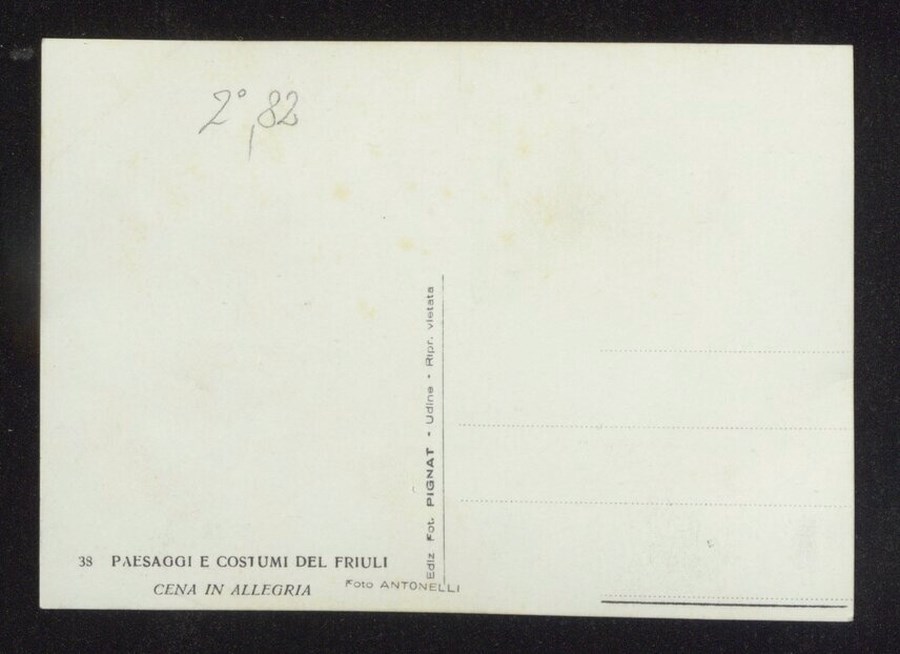 2° ,82
Ediz Fot. PIGNAT - Udine - Ripr. vietata
38 PAESAGGI E COSTUMI DEL FRIULI
CENA IN ALLEGRIA
Foto ANTONELLI